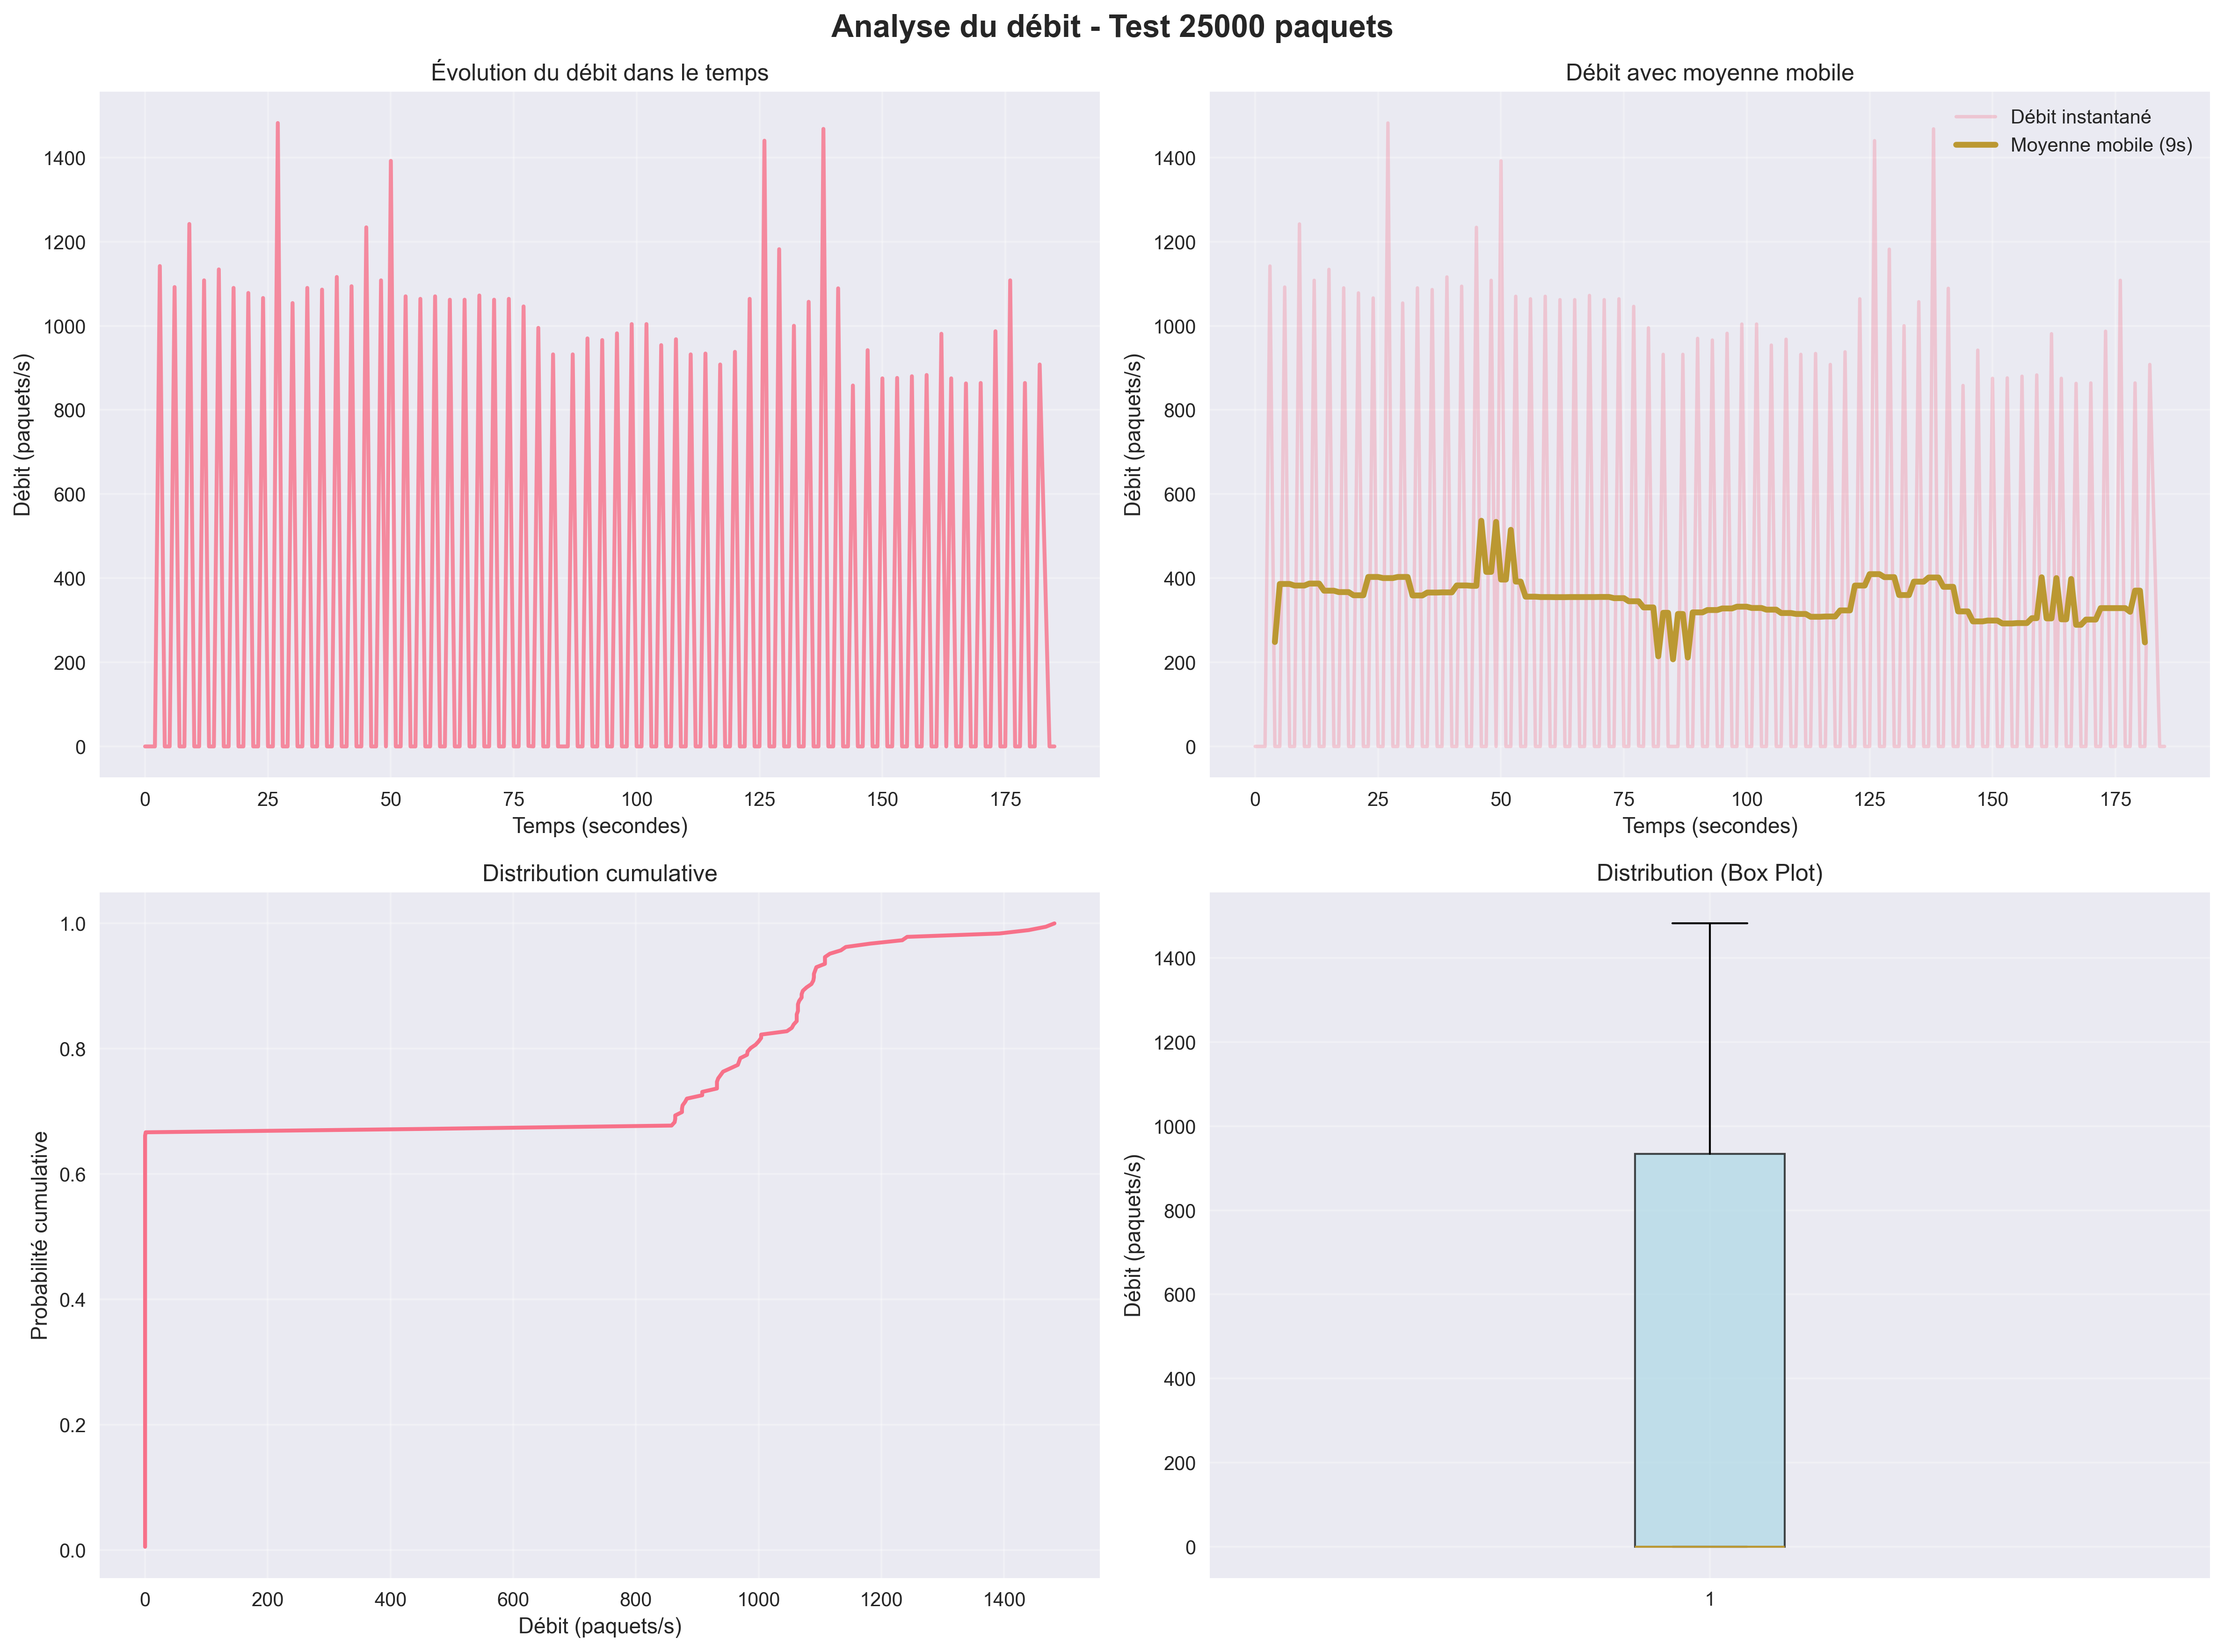 Analyse du débit - Test 25000 paquets
Évolution du débit dans le temps
Débit (paquets/s)
1400
1200
1000
800
600
400
200
0
0 25 50 75 100 125 150 175
Temps (secondes)
Débit avec moyenne mobile
Débit instantané
Moyenne mobile (9s)
Débit (paquets/s)
1400
1200
1000
800
600
400
200
0
0 25 50 75 100 125 150 175
Temps (secondes)
Distribution cumulative
Probabilité cumulative
1.0
0.8
0.6
0.4
0.2
0.0
0 200 400 600 800 1000 1200 1400
Débit (paquets/s)
Distribution (Box Plot)
Débit (paquets/s)
1400
1200
1000
800
600
400
200
0
1